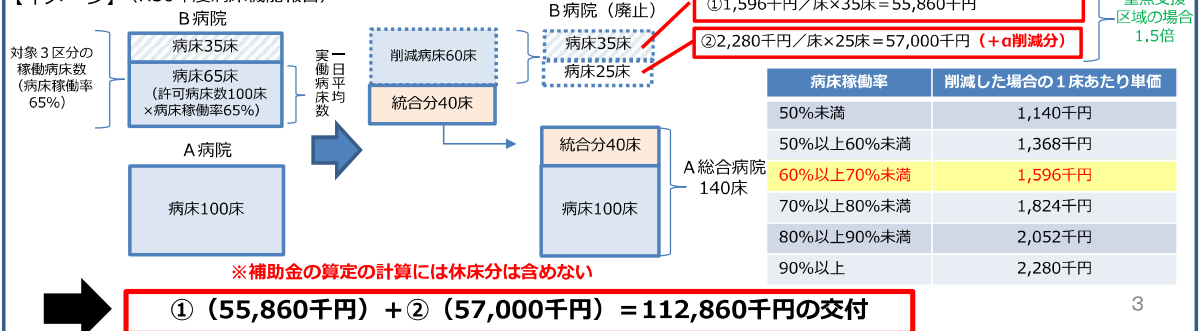 【イメージ】（H30年度病床機能報告）
B病院
病床35床
対象３区分の
稼働病床数
（病床稼働率
65%）
病床65床
（許可病床数100床
×病床稼働率65%）
一日平均
実働病床数
A病院
病床100床
B病院（廃止）
削減病床60床
統合分40床
病床35床
病床25床
①1,596千円／床×35床＝55,860千円
②2,280千円／床×25床＝57,000千円（＋α削減分）
重点支援
区域の場合
1.5倍
統合分40床
病床100床
A総合病院
140床
病床稼働率 削減した場合の１床あたり単価
50%未満 1,140千円
50%以上60%未満 1,368千円
60%以上70%未満 1,596千円
70%以上80%未満 1,824千円
80%以上90%未満 2,052千円
90%以上 2,280千円
※補助金の算定の計算には休床分は含めない
①（55,860千円）＋②（57,000千円）＝112,860千円の交付
3